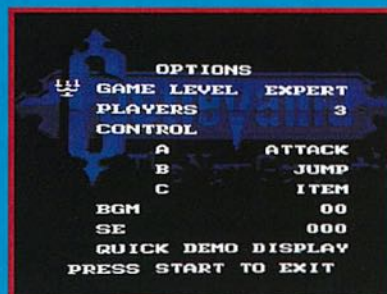 OPTIONS
GAME LEVEL EXPERT
PLAYERS 3
CONTROL
A ATTACK
B JUMP
C ITEM
BGM 00
SE 000
QUICK DEMO DISPLAY
PRESS START TO EXIT